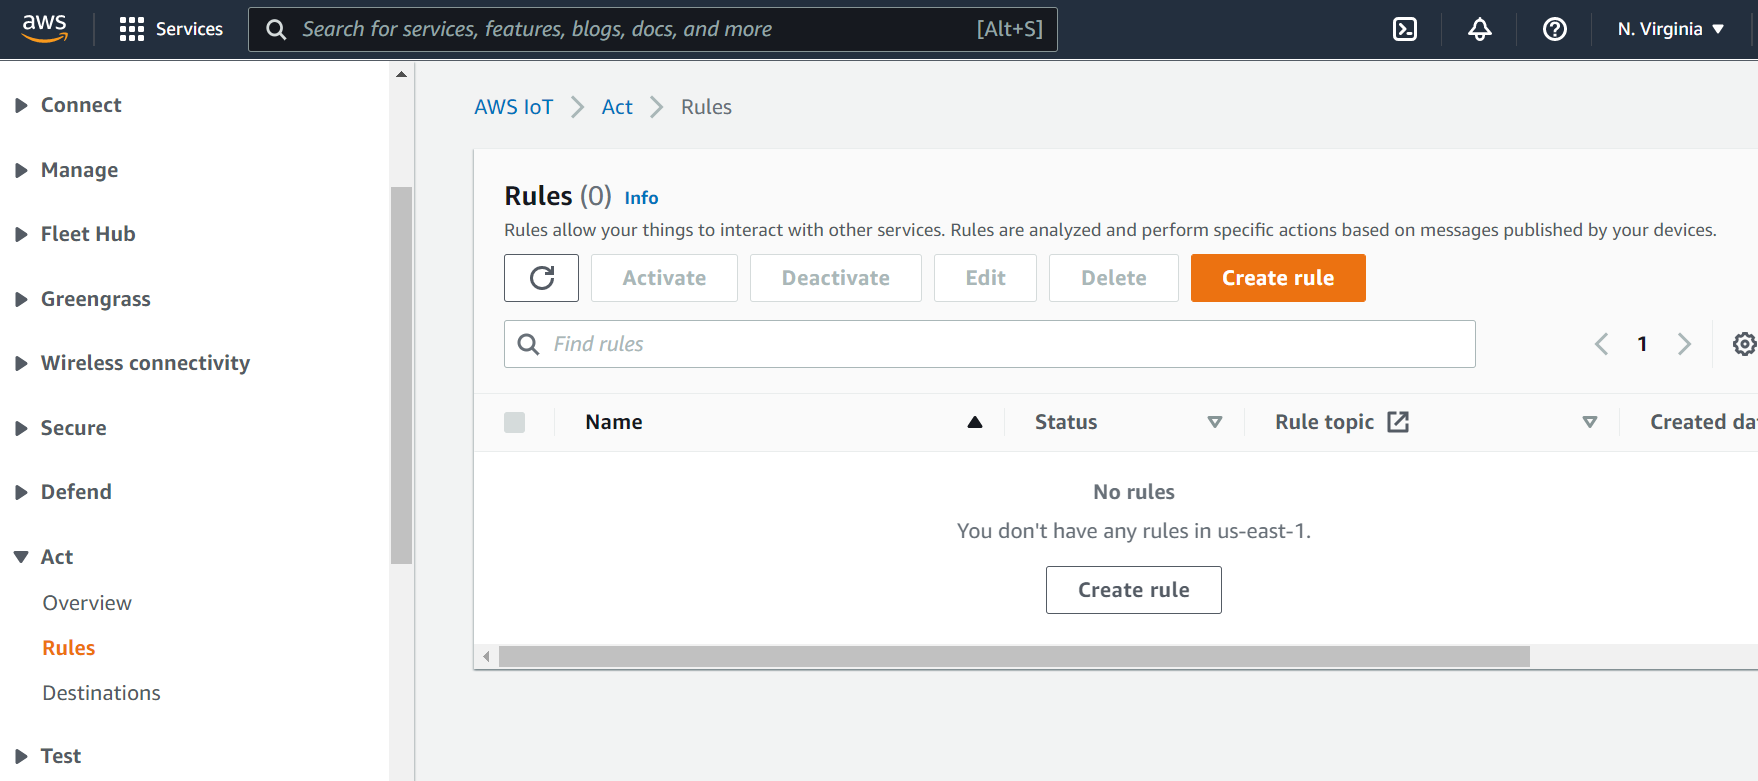 aws
Services
Search for services, features, blogs, docs, and more [Alt+S]
N. Virginia
Connect
Manage
Fleet Hub
Greengrass
Wireless connectivity
Secure
Defend
Act
Overview
Rules
Destinations
Test
AWS IoT Act Rules
Rules (0) Info
Rules allow your things to interact with other services. Rules are analyzed and perform specific actions based on messages published by your devices.
Activate Deactivate Edit Delete Create rule
Find rules
1
Name Status Rule topic Created da
No rules
You don't have any rules in us-east-1.
Create rule